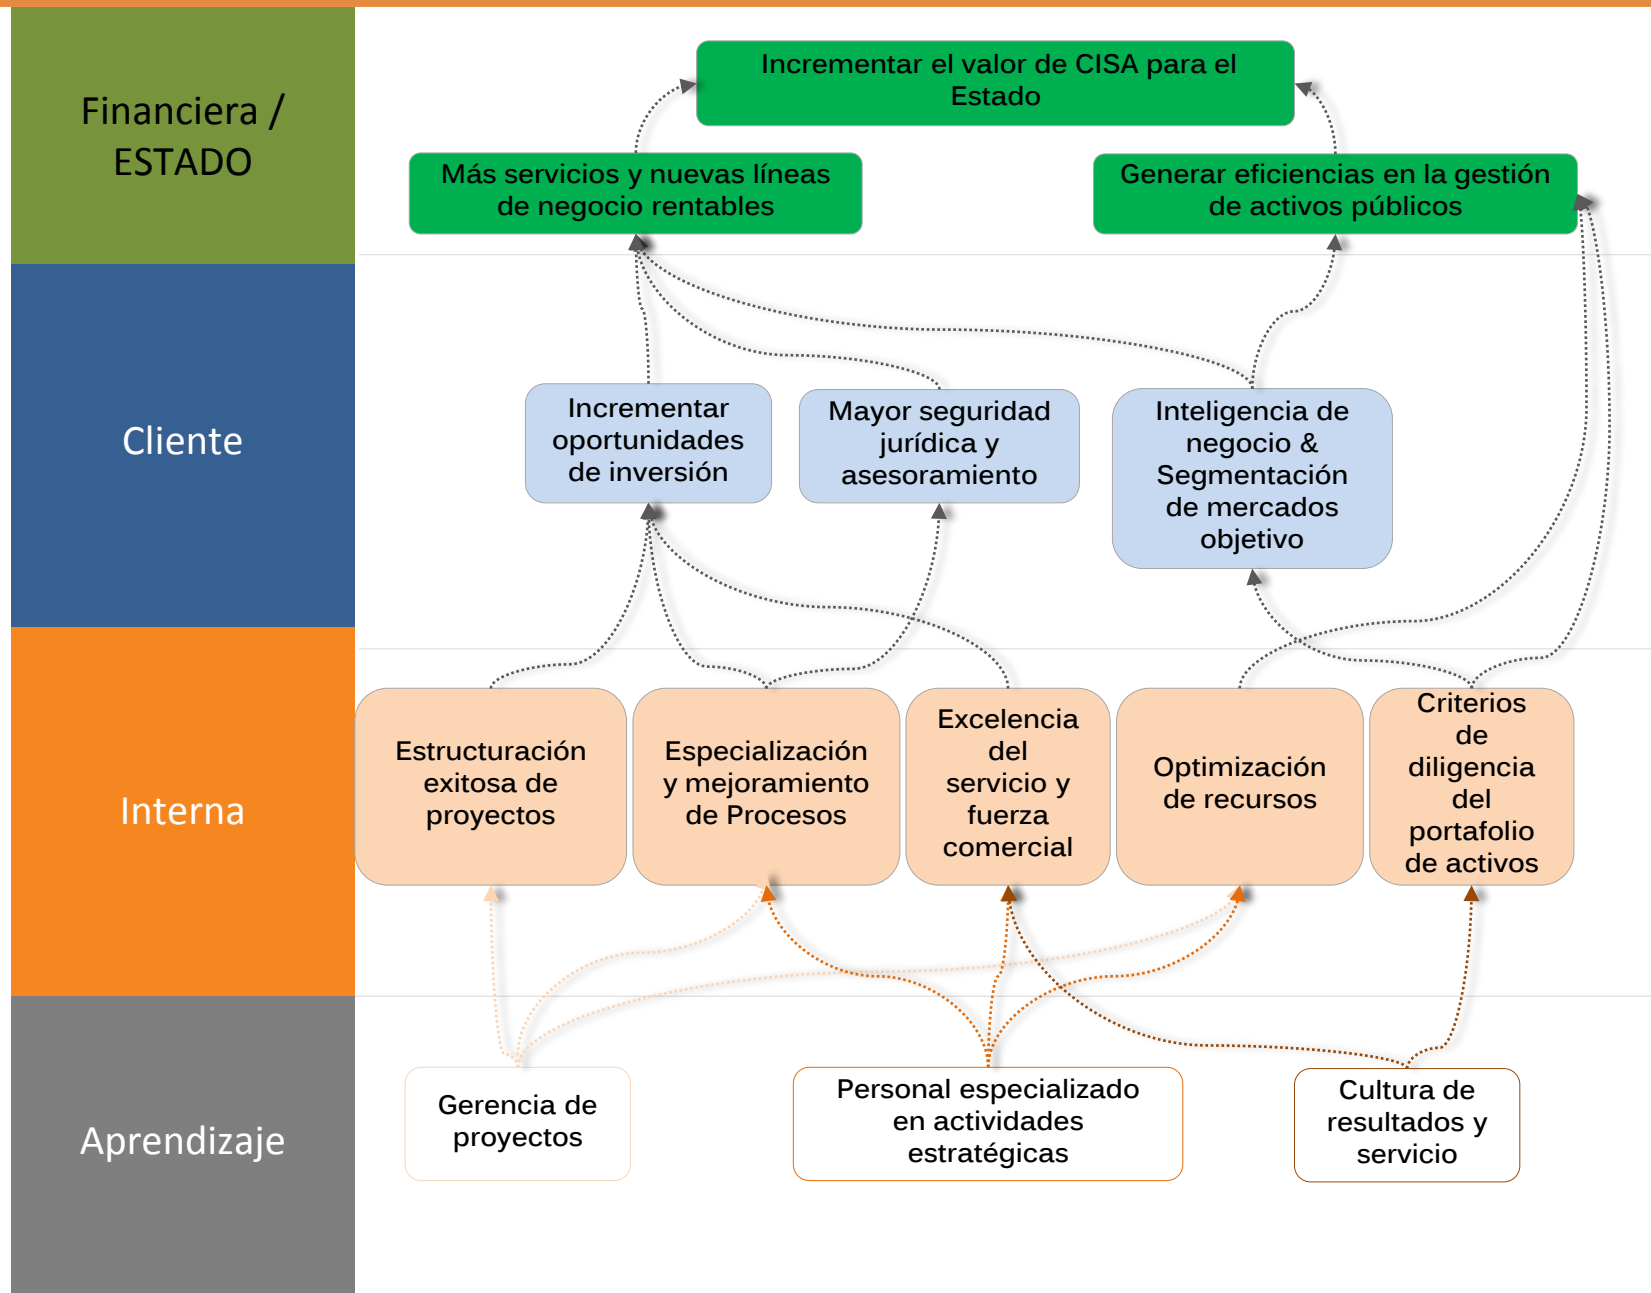 Financiera /
ESTADO
Incrementar el valor de CISA para el
Estado
Más servicios y nuevas líneas
de negocio rentables
Generar eficiencias en la gestión
de activos públicos
Cliente
Incrementar
oportunidades
de inversión
Mayor seguridad
jurídica y
asesoramiento
Inteligencia de
negocio &
Segmentación
de mercados
objetivo
Interna
Estructuración
exitosa de
proyectos
Especialización
y mejoramiento
de Procesos
Excelencia
del
servicio y
fuerza
comercial
Optimización
de recursos
Criterios
de
diligencia
del
portafolio
de activos
Aprendizaje
Gerencia de
proyectos
Personal especializado
en actividades
estratégicas
Cultura de
resultados y
servicio